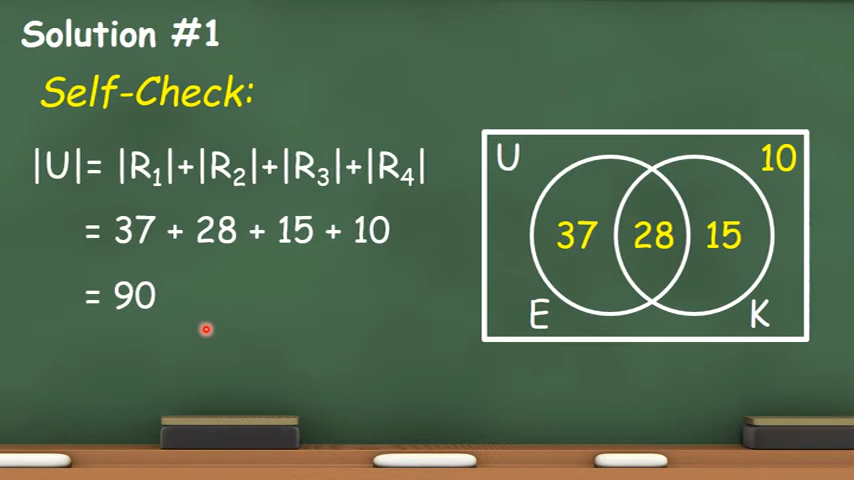 Solution #1
Self-Check:
|U|= |R₁|+|R₂|+|R₃|+|R₄|
= 37 + 28 + 15 + 10
= 90
U 10
37 28 15
E K